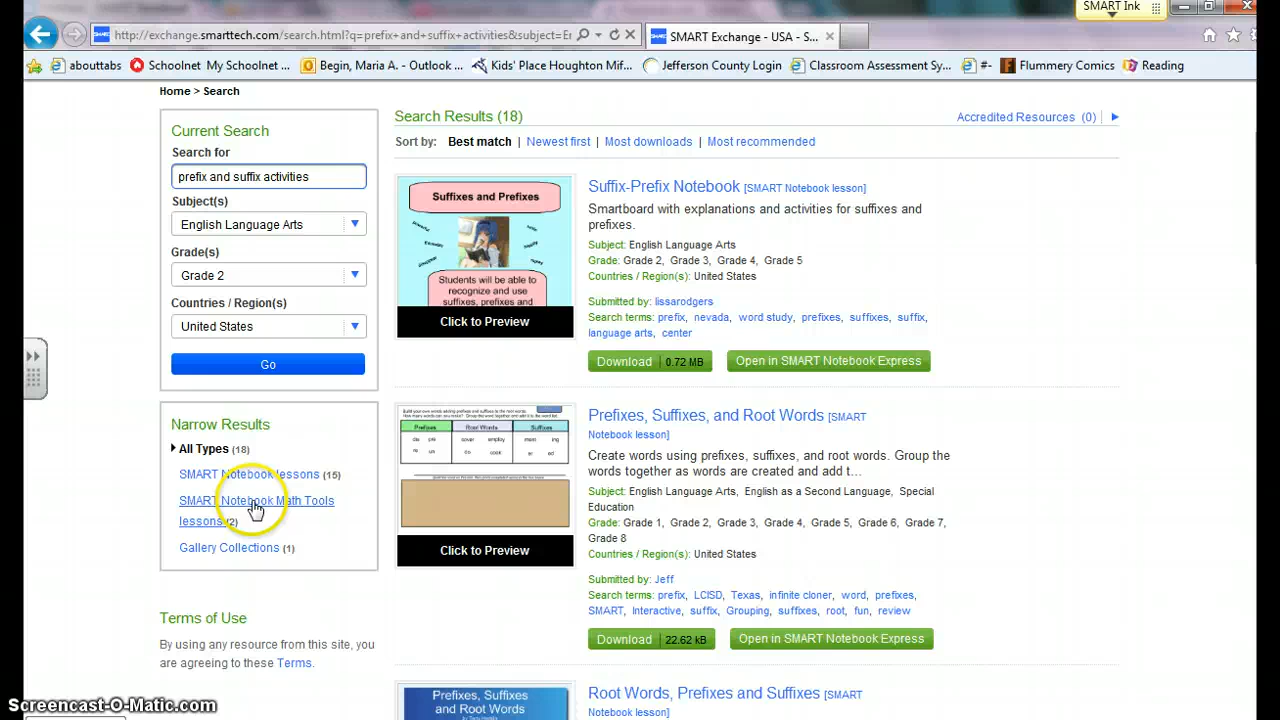 SMART Ink
http://exchange.smarttech.com/search.html?q=prefix+and+suffix+activities&subject=En
SMART Exchange - USA - S...
abouttabs
Schoolnet My Schoolnet ...
Begin, Maria A. - Outlook ...
Kids' Place Houghton Mif...
Jefferson County Login
Classroom Assessment Sy...
#-
Flummery Comics
Reading
Home > Search
Current Search
Search for
prefix and suffix activities
Subject(s)
English Language Arts
Grade(s)
Grade 2
Countries / Region(s)
United States
Go
Narrow Results
All Types (18)
SMART Notebook lessons (15)
SMART Notebook Math Tools
lessons (2)
Gallery Collections (1)
Terms of Use
By using any resource from this site, you
are agreeing to these Terms.
Search Results (18)
Accredited Resources (0)
Sort by: Best match | Newest first | Most downloads | Most recommended
Suffixes and Prefixes
Students will be able to
recognize and use
suffixes, prefixes and
Click to Preview
Suffix-Prefix Notebook [SMART Notebook lesson]
Smartboard with explanations and activities for suffixes and
prefixes.
Subject: English Language Arts
Grade: Grade 2, Grade 3, Grade 4, Grade 5
Countries / Region(s): United States
Submitted by: lissarodgers
Search terms: prefix, nevada, word study, prefixes, suffixes, suffix,
language arts, center
Download | 0.72 MB
Open in SMART Notebook Express
Prefixes Root Words Suffixes
Click to Preview
Prefixes, Suffixes, and Root Words [SMART
Notebook lesson]
Create words using prefixes, suffixes, and root words. Group the
words together as words are created and add t...
Subject: English Language Arts, English as a Second Language, Special
Education
Grade: Grade 1, Grade 2, Grade 3, Grade 4, Grade 5, Grade 6, Grade 7,
Grade 8
Countries / Region(s): United States
Submitted by: Jeff
Search terms: prefix, LCISD, Texas, infinite cloner, word, prefixes,
SMART, Interactive, suffix, Grouping, suffixes, root, fun, review
Download | 22.62 kB
Open in SMART Notebook Express
Prefixes, Suffixes
and Root Words
Root Words, Prefixes and Suffixes [SMART
Notebook lesson]
Screencast-O-Matic.com